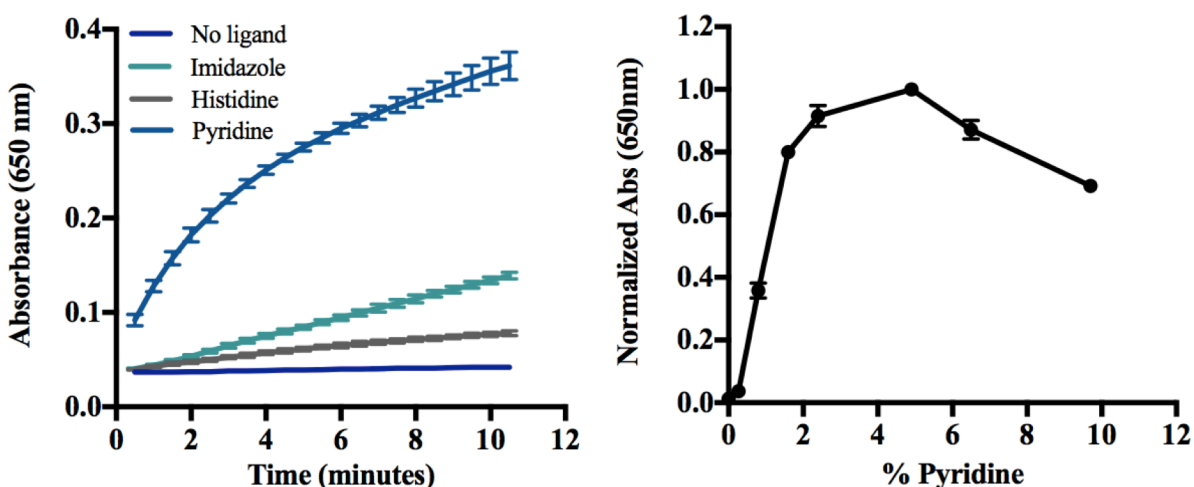 0.4
0.3
0.2
0.1
0.0
Absorbance (650 nm)
No ligand
Imidazole
Histidine
Pyridine
0 2 4 6 8 10 12
Time (minutes)
1.2
1.0
0.8
0.6
0.4
0.2
0.0
Normalized Abs (650nm)
0 2 4 6 8 10 12
% Pyridine